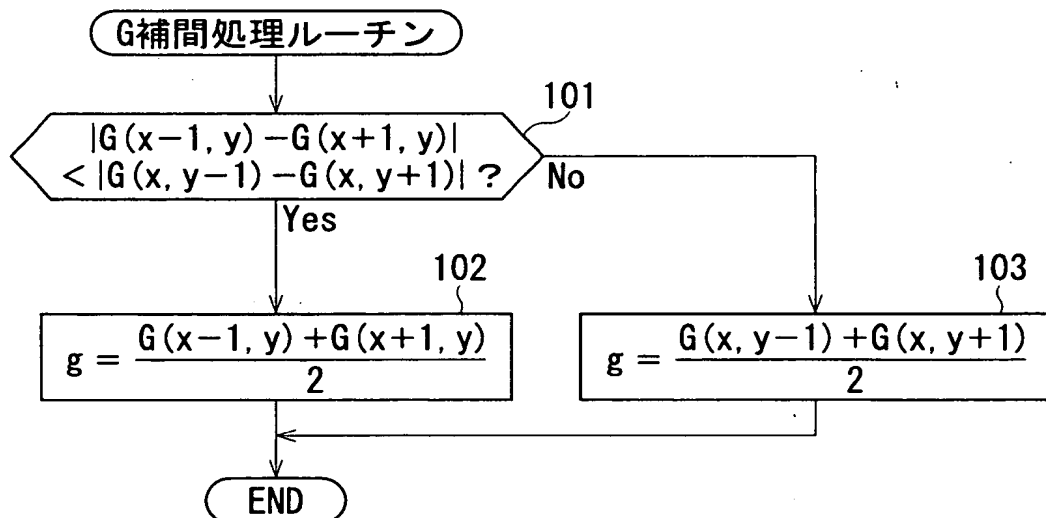 G補間処理ルーチン
101
|G(x−1, y)−G(x+1, y)|
<|G(x, y−1)−G(x, y+1)|?
No
Yes
102
g = G(x−1, y)+G(x+1, y) / 2
103
g = G(x, y−1)+G(x, y+1) / 2
END